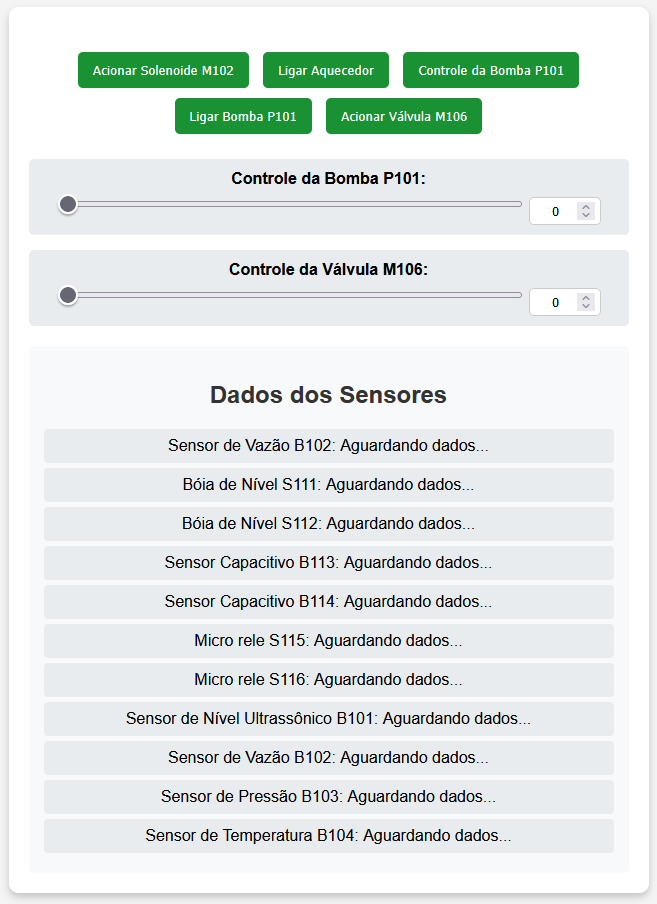 Acionar Solenoide M102 Ligar Aquecedor Controle da Bomba P101
Ligar Bomba P101 Acionar Válvula M106
Controle da Bomba P101:
0
Controle da Válvula M106:
0
Dados dos Sensores
Sensor de Vazão B102: Aguardando dados...
Bóia de Nível S111: Aguardando dados...
Bóia de Nível S112: Aguardando dados...
Sensor Capacitivo B113: Aguardando dados...
Sensor Capacitivo B114: Aguardando dados...
Micro rele S115: Aguardando dados...
Micro rele S116: Aguardando dados...
Sensor de Nível Ultrassônico B101: Aguardando dados...
Sensor de Vazão B102: Aguardando dados...
Sensor de Pressão B103: Aguardando dados...
Sensor de Temperatura B104: Aguardando dados...